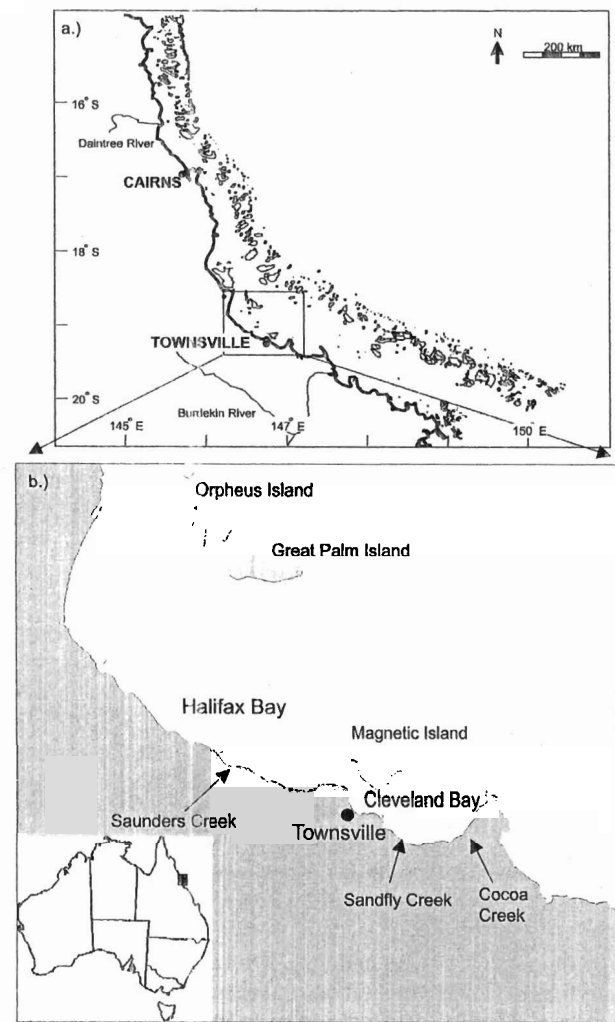 a.)
N
200 km
16° S
Daintree River
CAIRNS
18° S
TOWNSVILLE
20° S
Burdekin River
145° E
147° E
150° E
b.)
Orpheus Island
Great Palm Island
Halifax Bay
Magnetic Island
Cleveland Bay
Saunders Creek
Townsville
Sandfly Creek
Cocoa
Creek